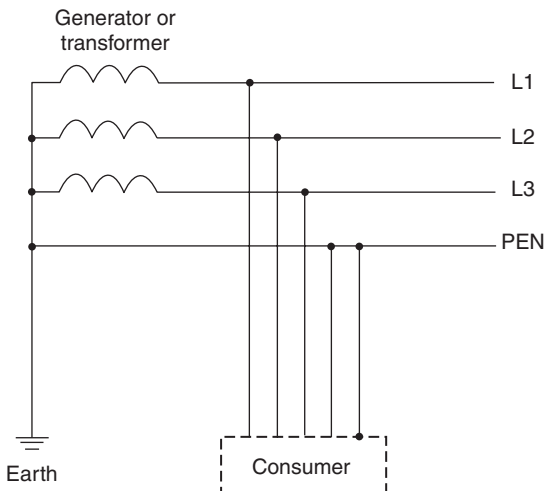 Generator or
transformer
L1
L2
L3
PEN
Earth
Consumer